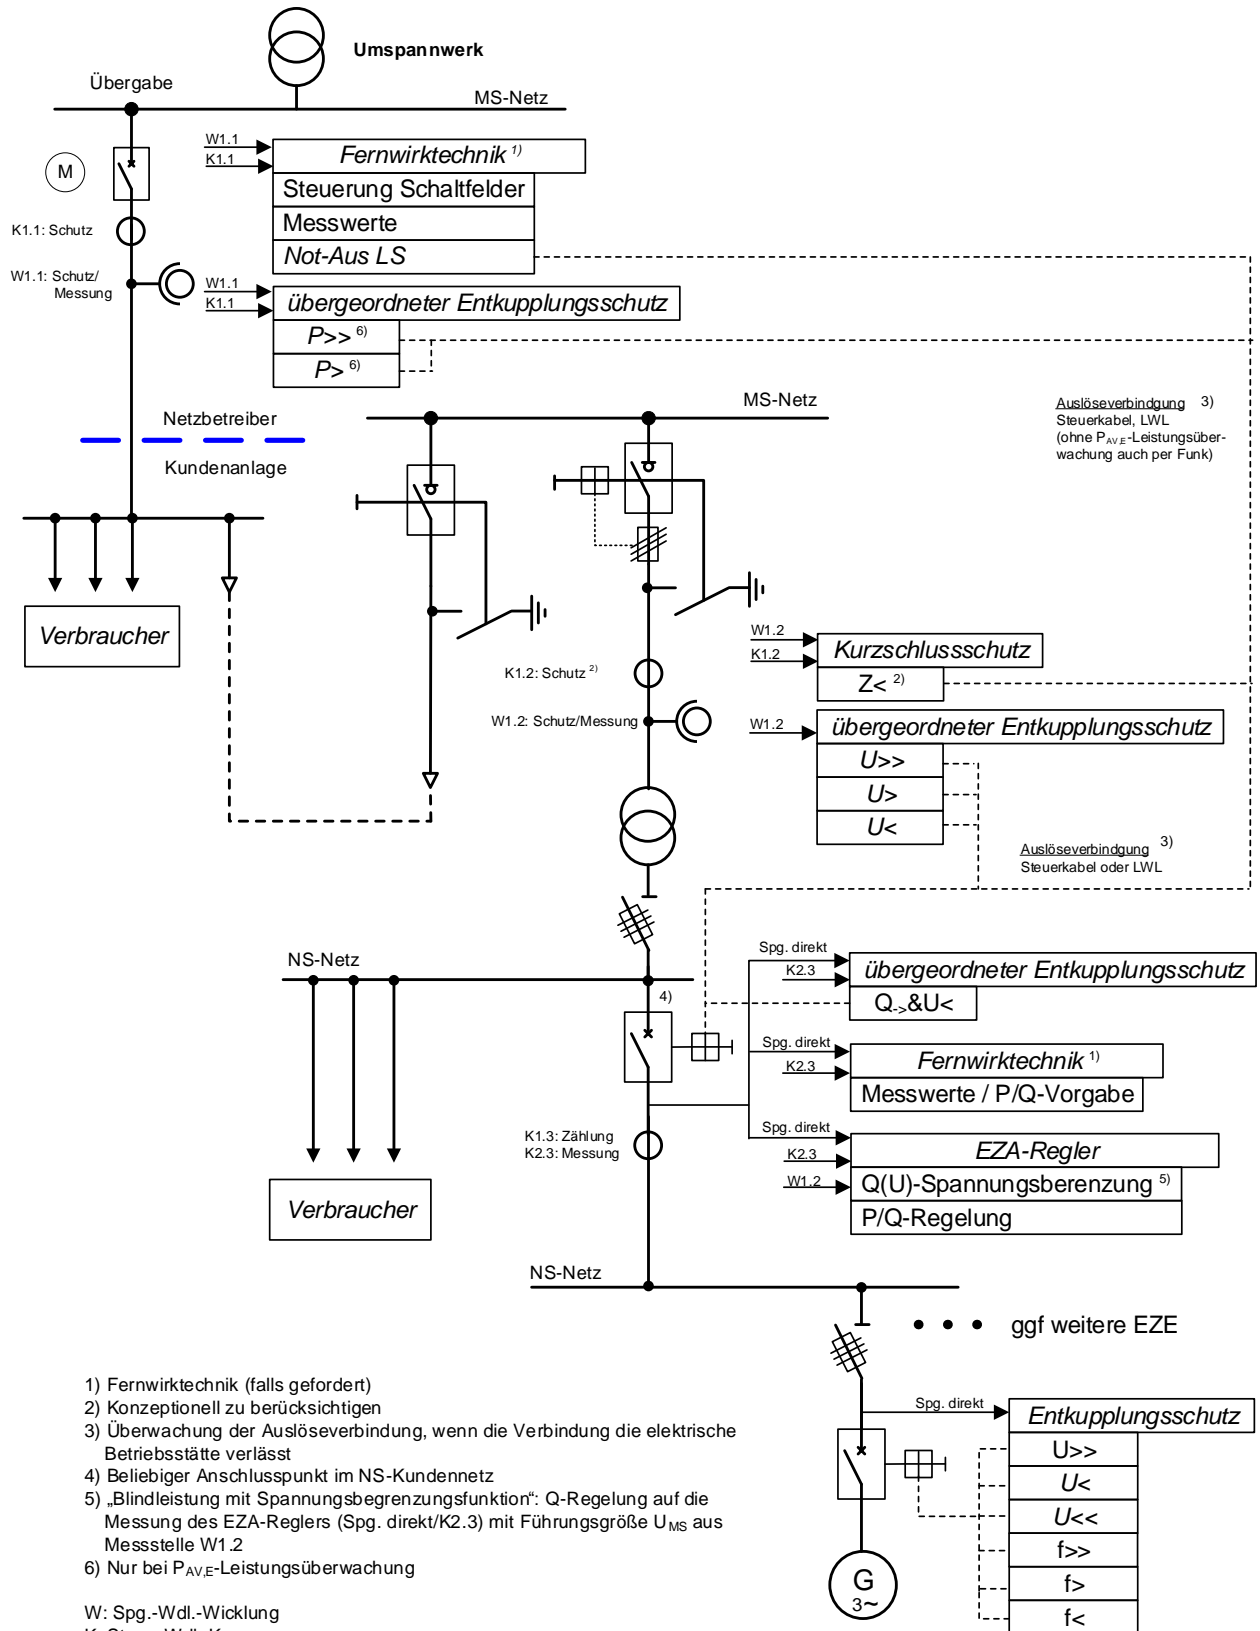 Umspannwerk
Übergabe
MS-Netz
M
K1.1: Schutz
W1.1: Schutz/
Messung
W1.1
K1.1
Fernwirktechnik 1)
Steuerung Schaltfelder
Messwerte
Not-Aus LS
W1.1
K1.1
übergeordneter Entkupplungsschutz
P>> 6)
P> 6)
Netzbetreiber
Kundenanlage
MS-Netz
Auslöseverbindgung 3)
Steuerkabel, LWL
(ohne PAV,E-Leistungsüber-
wachung auch per Funk)
Verbraucher
K1.2: Schutz 2)
W1.2: Schutz/Messung
W1.2
K1.2
Kurzschlussschutz
Z< 2)
W1.2
übergeordneter Entkupplungsschutz
U>>
U>
U<
Auslöseverbindgung 3)
Steuerkabel oder LWL
NS-Netz
4)
Verbraucher
Spg. direkt
K2.3
übergeordneter Entkupplungsschutz
Q->&U<
Spg. direkt
K2.3
Fernwirktechnik 1)
Messwerte / P/Q-Vorgabe
K1.3: Zählung
K2.3: Messung
Spg. direkt
K2.3
W1.2
EZA-Regler
Q(U)-Spannungsberenzung 5)
P/Q-Regelung
NS-Netz
ggf weitere EZE
Spg. direkt
Entkupplungsschutz
U>>
U<
U<<
f>>
f>
f<
G
3~
1) Fernwirktechnik (falls gefordert)
2) Konzeptionell zu berücksichtigen
3) Überwachung der Auslöseverbindung, wenn die Verbindung die elektrische
Betriebsstätte verlässt
4) Beliebiger Anschlusspunkt im NS-Kundennetz
5) „Blindleistung mit Spannungsbegrenzungsfunktion“: Q-Regelung auf die
Messung des EZA-Reglers (Spg. direkt/K2.3) mit Führungsgröße UMS aus
Messstelle W1.2
6) Nur bei PAV,E-Leistungsüberwachung
W: Spg.-Wdl.-Wicklung